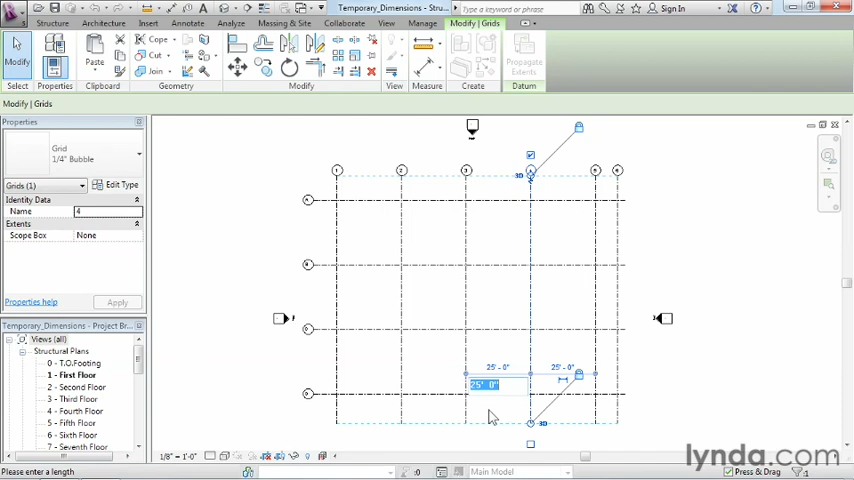 Temporary_Dimensions - Struc...
Sign In
Structure Architecture Insert Annotate Analyze Massing & Site Collaborate View Manage Modify | Grids
Modify
Paste
Cope
Cut
Join
Propagate
Extents
Select Properties Clipboard Geometry Modify View Measure Create Datum
Modify | Grids
Properties
Grid
1/4" Bubble
Grids (1) Edit Type
Identity Data
Name 4
Extents
Scope Box None
Properties help Apply
Temporary_Dimensions - Project Br...
Views (all)
Structural Plans
0 - T.O.Footing
1 - First Floor
2 - Second Floor
3 - Third Floor
4 - Fourth Floor
5 - Fifth Floor
6 - Sixth Floor
7 - Seventh Floor
1 2 3 5 6
3D
25' - 0" 25' - 0"
25' 0"
3D
1/8" = 1'-0"
Please enter a length
:0
Main Model
Press & Drag
:1
lynda.com